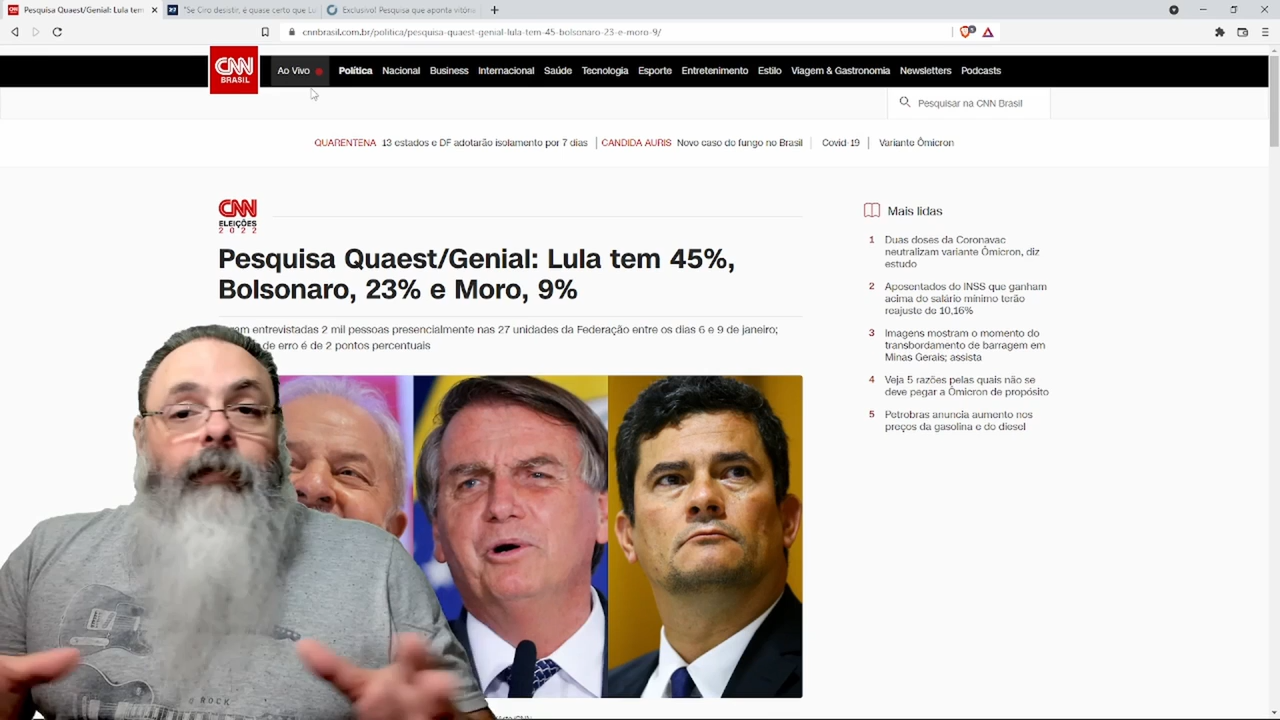 Pesquisa Quaest/Genial: Lula tem
"Se Ciro desistir, é quase certo que Lu
Exclusivo! Pesquisa que aponta vitória
cnnbrasil.com.br/politica/pesquisa-quaest-genial-lula-tem-45-bolsonaro-23-e-moro-9/
CNN BRASIL
Ao Vivo Política Nacional Business Internacional Saúde Tecnologia Esporte Entretenimento Estilo Viagem & Gastronomia Newsletters Podcasts
Pesquisar na CNN Brasil
QUARENTENA 13 estados e DF adotarão isolamento por 7 dias | CANDIDA AURIS Novo caso do fungo no Brasil | Covid-19 | Variante Ômicron
CNN
ELEIÇÕES
2022
Pesquisa Quaest/Genial: Lula tem 45%,
Bolsonaro, 23% e Moro, 9%
entrevistadas 2 mil pessoas presencialmente nas 27 unidades da Federação entre os dias 6 e 9 de janeiro;
de erro é de 2 pontos percentuais
Mais lidas
1 Duas doses da Coronavac
neutralizam variante Ômicron, diz
estudo
2 Aposentados do INSS que ganham
acima do salário mínimo terão
reajuste de 10,16%
3 Imagens mostram o momento do
transbordamento de barragem em
Minas Gerais; assista
4 Veja 5 razões pelas quais não se
deve pegar a Ômicron de propósito
5 Petrobras anuncia aumento nos
preços da gasolina e do diesel
ROCK